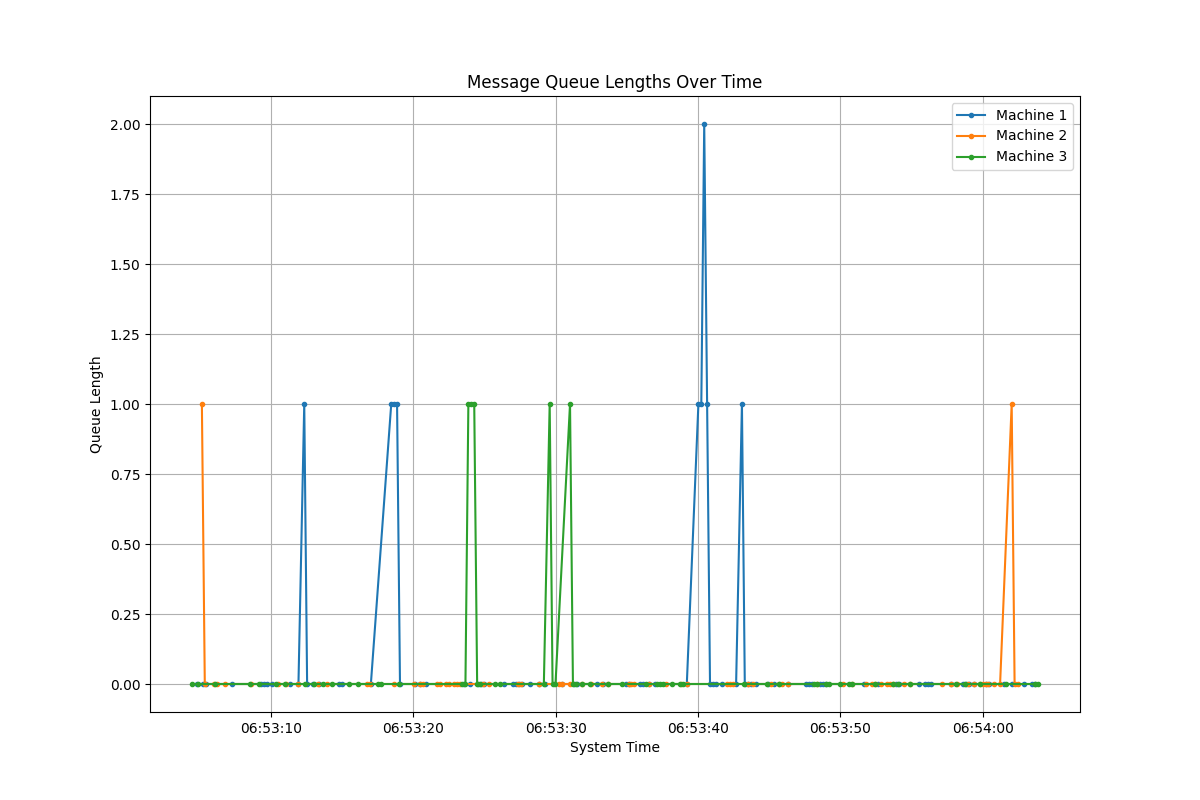 Message Queue Lengths Over Time
Machine 1
Machine 2
Machine 3
2.00
1.75
1.50
1.25
1.00
0.75
0.50
0.25
0.00
Queue Length
06:53:10 06:53:20 06:53:30 06:53:40 06:53:50 06:54:00
System Time